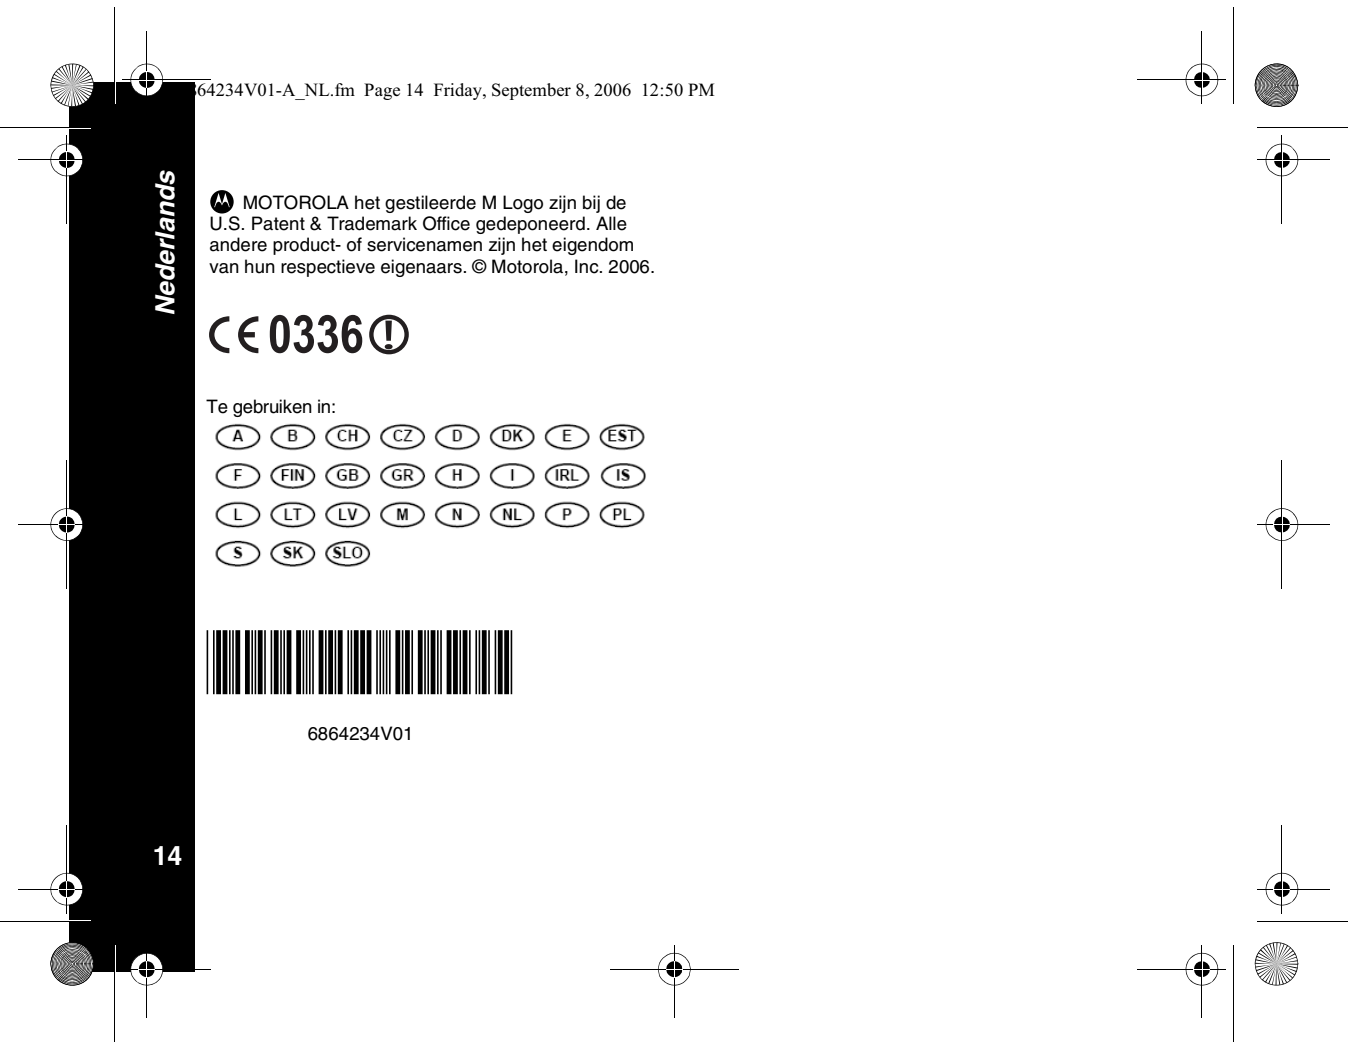 64234V01-A_NL.fm Page 14 Friday, September 8, 2006 12:50 PM
Nederlands
MOTOROLA het gestileerde M Logo zijn bij de
U.S. Patent & Trademark Office gedeponeerd. Alle
andere product- of servicenamen zijn het eigendom
van hun respectieve eigenaars. © Motorola, Inc. 2006.
CE 0336 !
Te gebruiken in:
A B CH CZ D DK E EST
F FIN GB GR H I IRL IS
L LT LV M N NL P PL
S SK SLO
6864234V01
14